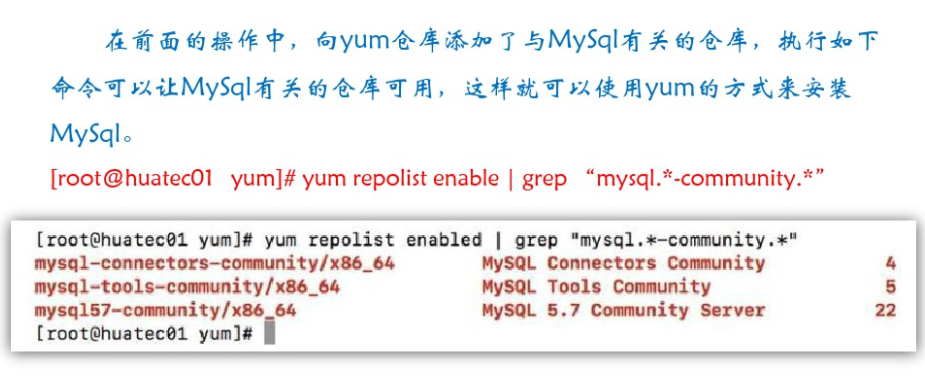 在前面的操作中，向yum仓库添加了与MySql有关的仓库，执行如下
命令可以让MySql有关的仓库可用，这样就可以使用yum的方式来安装
MySql。
[root@huatec01 yum]# yum repolist enable | grep “mysql.*-community.*”
[root@huatec01 yum]# yum repolist enabled | grep "mysql.*-community.*"
mysql-connectors-community/x86_64 MySQL Connectors Community 4
mysql-tools-community/x86_64 MySQL Tools Community 5
mysql57-community/x86_64 MySQL 5.7 Community Server 22
[root@huatec01 yum]#